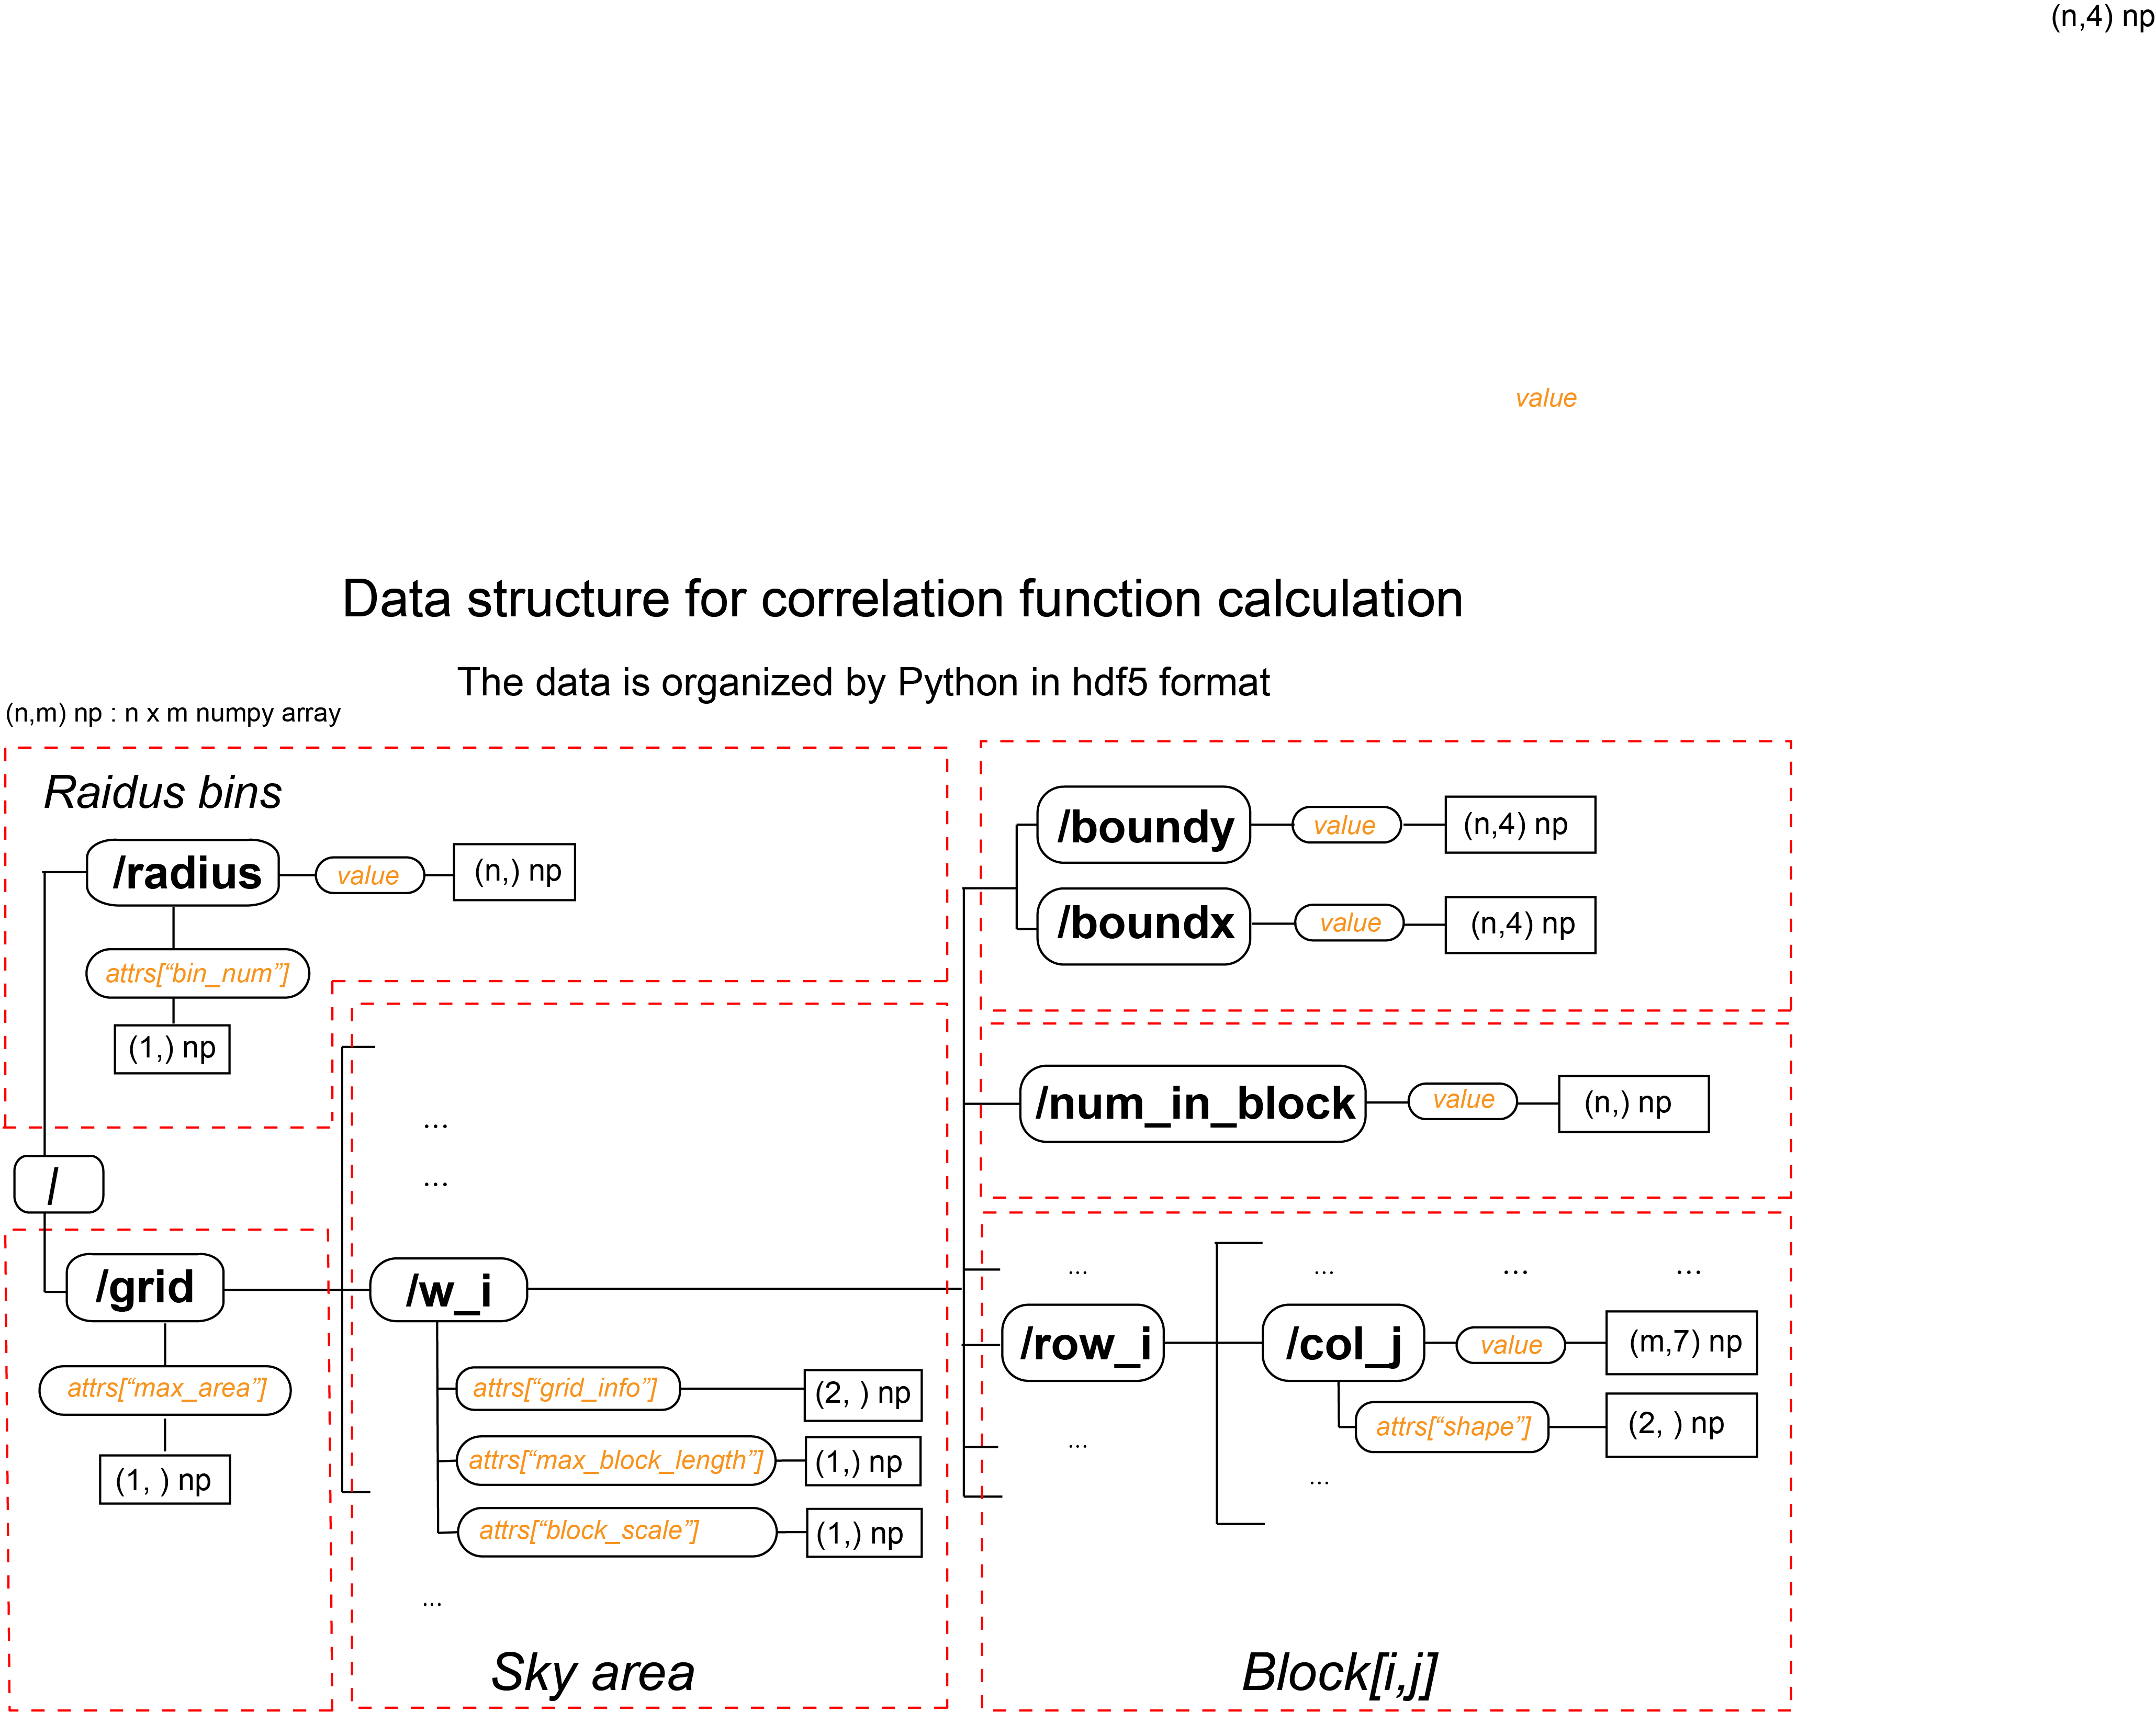 (n,4) np
value
Data structure for correlation function calculation
The data is organized by Python in hdf5 format
(n,m) np : n x m numpy array
Raidus bins
/radius
value
(n,) np
attrs[“bin_num”]
(1,) np
/
/grid
attrs[“max_area”]
(1, ) np
...
...
/w_i
attrs[“grid_info”]
(2, ) np
attrs[“max_block_length”]
(1,) np
attrs[“block_scale”]
(1,) np
...
Sky area
/boundy
value
(n,4) np
/boundx
value
(n,4) np
/num_in_block
value
(n,) np
... ... ... ...
/row_i
/col_j
value
(m,7) np
attrs[“shape”]
(2, ) np
...
...
Block[i,j]